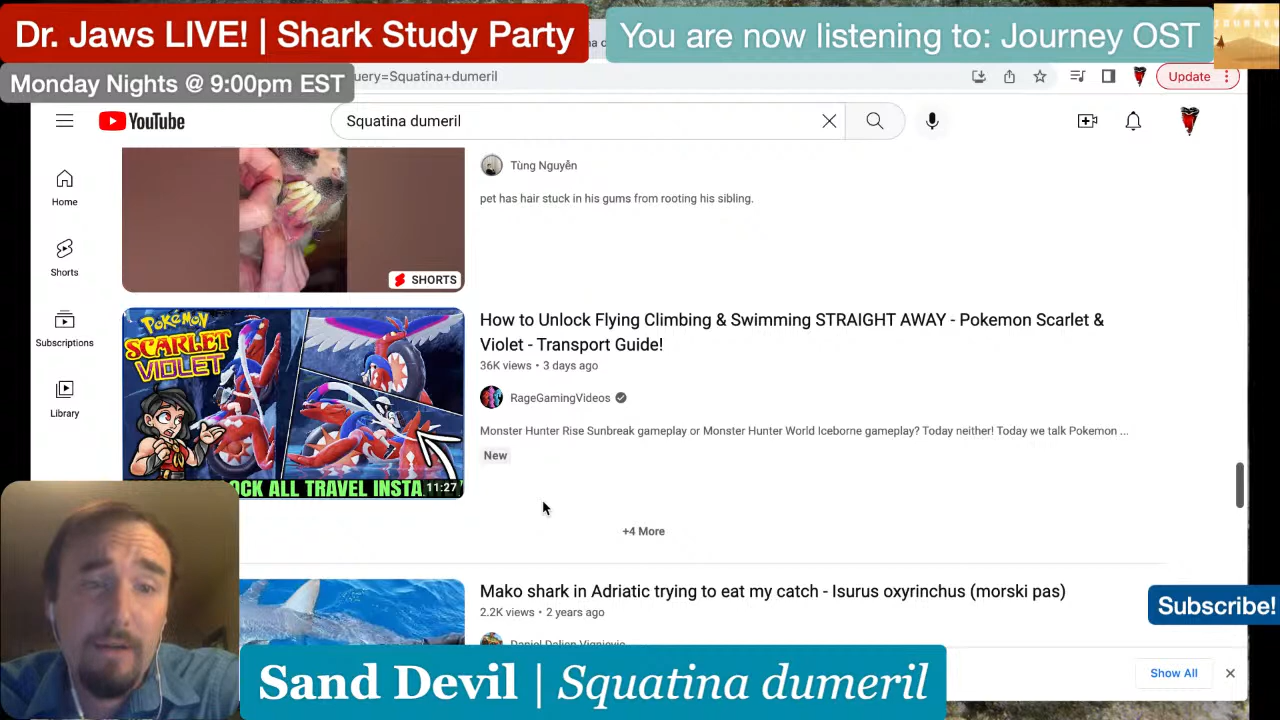 Dr. Jaws LIVE! | Shark Study Party
You are now listening to: Journey OST
Monday Nights @ 9:00pm EST
uery=Squatina+dumeril
Update
YouTube
Squatina dumeril
Home
Shorts
Subscriptions
Library
Tùng Nguyễn
pet has hair stuck in his gums from rooting his sibling.
SHORTS
POKÉMON
SCARLET
VIOLET
OCK ALL TRAVEL INSTA
11:27
How to Unlock Flying Climbing & Swimming STRAIGHT AWAY - Pokemon Scarlet &
Violet - Transport Guide!
36K views • 3 days ago
RageGamingVideos
Monster Hunter Rise Sunbreak gameplay or Monster Hunter World Iceborne gameplay? Today neither! Today we talk Pokemon ...
New
+4 More
Mako shark in Adriatic trying to eat my catch - Isurus oxyrinchus (morski pas)
2.2K views • 2 years ago
Subscribe!
Show All
Sand Devil | Squatina dumeril